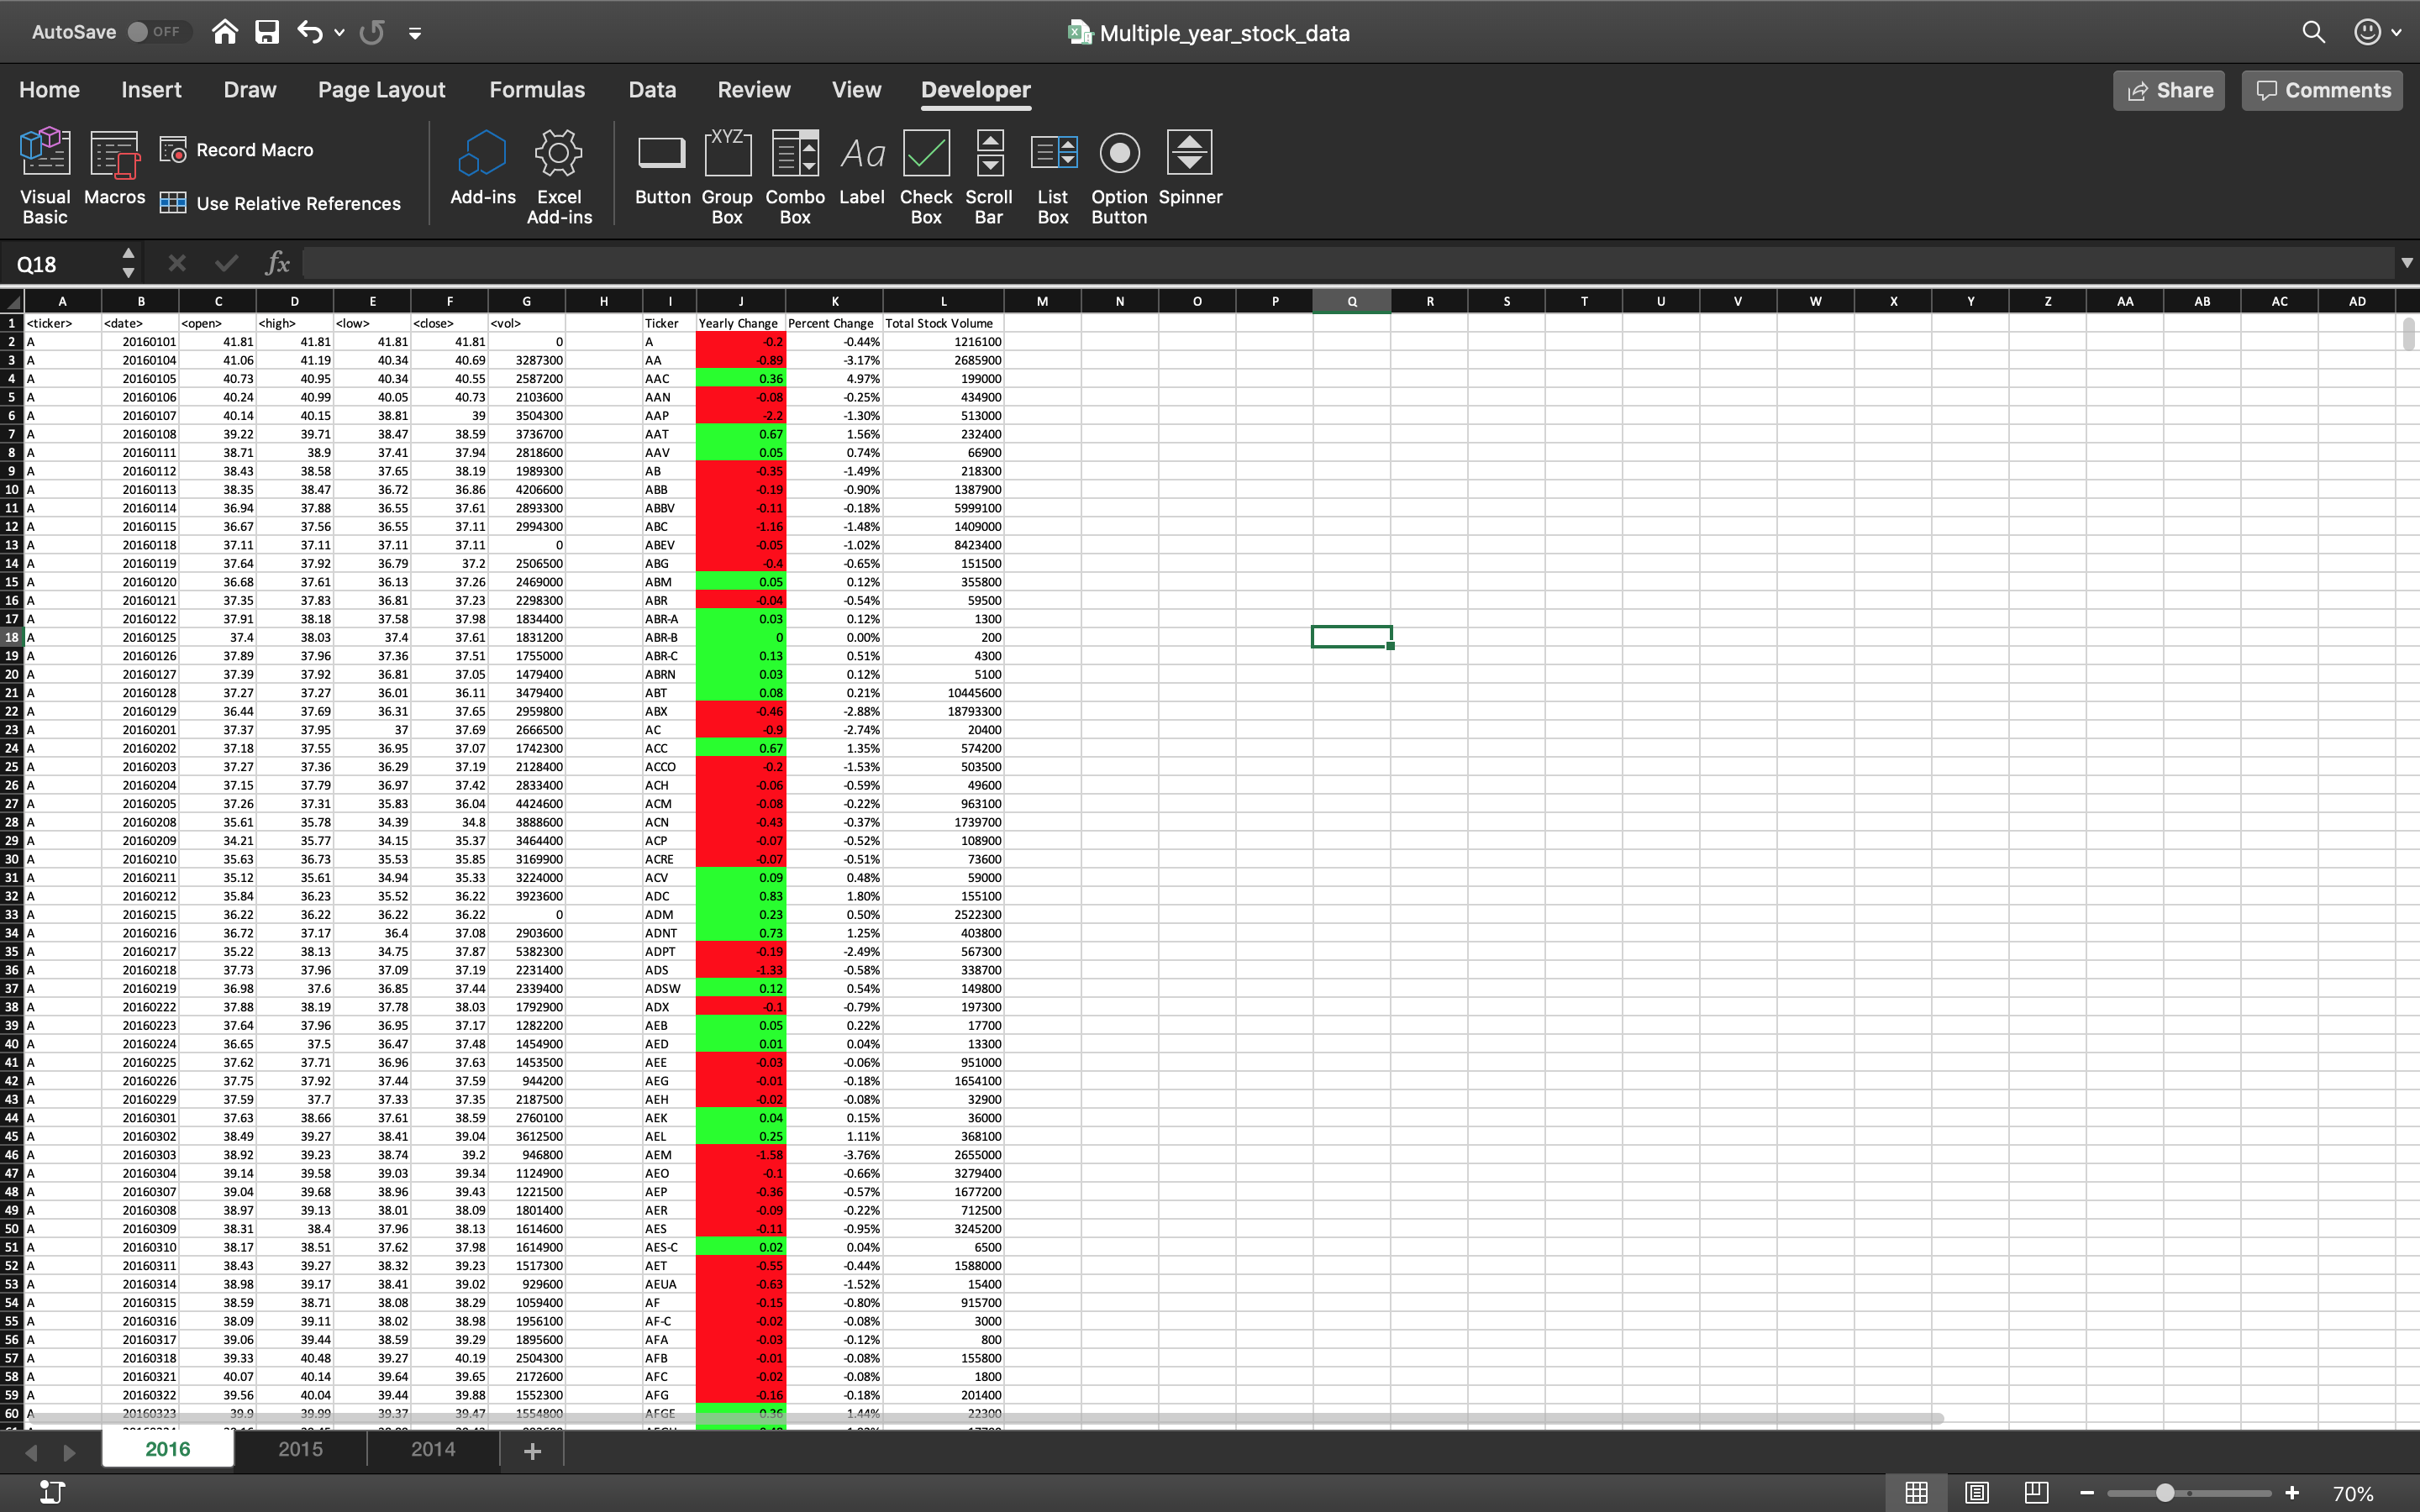 AutoSave OFF Multiple_year_stock_data
Home Insert Draw Page Layout Formulas Data Review View Developer Share Comments
Visual Basic Macros Record Macro Use Relative References Add-ins Excel Add-ins Button Group Box Combo Box Label Check Box Scroll Bar List Box Option Button Spinner
XYZ Aa
Q18 fx
A B C D E F G H I J K L M N O P Q R S T U V W X Y Z AA AB AC AD
1 <ticker> <date> <open> <high> <low> <close> <vol> Ticker Yearly Change Percent Change Total Stock Volume
2 A 20160101 41.81 41.81 41.81 41.81 0 A -0.2 -0.44% 1216100
3 A 20160104 41.06 41.19 40.34 40.69 3287300 AA -0.89 -3.17% 2685900
4 A 20160105 40.73 40.95 40.34 40.55 2587200 AAC 0.36 4.97% 199000
5 A 20160106 40.24 40.99 40.05 40.73 2103600 AAN -0.08 -0.25% 434900
6 A 20160107 40.14 40.15 38.81 39 3504300 AAP -2.2 -1.30% 513000
7 A 20160108 39.22 39.71 38.47 38.59 3736700 AAT 0.67 1.56% 232400
8 A 20160111 38.71 38.9 37.41 37.94 2818600 AAV 0.05 0.74% 66900
9 A 20160112 38.43 38.58 37.65 38.19 1989300 AB -0.35 -1.49% 218300
10 A 20160113 38.35 38.47 36.72 36.86 4206600 ABB -0.19 -0.90% 1387900
11 A 20160114 36.94 37.88 36.55 37.61 2893300 ABBV -0.11 -0.18% 5999100
12 A 20160115 36.67 37.56 36.55 37.11 2994300 ABC -1.16 -1.48% 1409000
13 A 20160118 37.11 37.11 37.11 37.11 0 ABEV -0.05 -1.02% 8423400
14 A 20160119 37.64 37.92 36.79 37.2 2506500 ABG -0.4 -0.65% 151500
15 A 20160120 36.68 37.61 36.13 37.26 2469000 ABM 0.05 0.12% 355800
16 A 20160121 37.35 37.83 36.81 37.23 2298300 ABR -0.04 -0.54% 59500
17 A 20160122 37.91 38.18 37.58 37.98 1834400 ABR-A 0.03 0.12% 1300
18 A 20160125 37.4 38.03 37.4 37.61 1831200 ABR-B 0 0.00% 200
19 A 20160126 37.89 37.96 37.36 37.51 1755000 ABR-C 0.13 0.51% 4300
20 A 20160127 37.39 37.92 36.81 37.05 1479400 ABRN 0.03 0.12% 5100
21 A 20160128 37.27 37.27 36.01 36.11 3479400 ABT 0.08 0.21% 10445600
22 A 20160129 36.44 37.69 36.31 37.65 2959800 ABX -0.46 -2.88% 18793300
23 A 20160201 37.37 37.95 37 37.69 2666500 AC -0.9 -2.74% 20400
24 A 20160202 37.18 37.55 36.95 37.07 1742300 ACC 0.67 1.35% 574200
25 A 20160203 37.27 37.36 36.29 37.19 2128400 ACCO -0.2 -1.53% 503500
26 A 20160204 37.15 37.79 36.97 37.42 2833400 ACH -0.06 -0.59% 49600
27 A 20160205 37.26 37.31 35.83 36.04 4424600 ACM -0.08 -0.22% 963100
28 A 20160208 35.61 35.78 34.39 34.8 3888600 ACN -0.43 -0.37% 1739700
29 A 20160209 34.21 35.77 34.15 35.37 3464400 ACP -0.07 -0.52% 108900
30 A 20160210 35.63 36.73 35.53 35.85 3169900 ACRE -0.07 -0.51% 73600
31 A 20160211 35.12 35.61 34.94 35.33 3224000 ACV 0.09 0.48% 59000
32 A 20160212 35.84 36.23 35.52 36.22 3923600 ADC 0.83 1.80% 155100
33 A 20160215 36.22 36.22 36.22 36.22 0 ADM 0.23 0.50% 2522300
34 A 20160216 36.72 37.17 36.4 37.08 2903600 ADNT 0.73 1.25% 403800
35 A 20160217 35.22 38.13 34.75 37.87 5382300 ADPT -0.19 -2.49% 567300
36 A 20160218 37.73 37.96 37.09 37.19 2231400 ADS -1.33 -0.58% 338700
37 A 20160219 36.98 37.6 36.85 37.44 2339400 ADSW 0.12 0.54% 149800
38 A 20160222 37.88 38.19 37.78 38.03 1792900 ADX -0.1 -0.79% 197300
39 A 20160223 37.64 37.96 36.95 37.17 1282200 AEB 0.05 0.22% 17700
40 A 20160224 36.65 37.5 36.47 37.48 1454900 AED 0.01 0.04% 13300
41 A 20160225 37.62 37.71 36.96 37.63 1453500 AEE -0.03 -0.06% 951000
42 A 20160226 37.75 37.92 37.44 37.59 944200 AEG -0.01 -0.18% 1654100
43 A 20160229 37.59 37.7 37.33 37.35 2187500 AEH -0.02 -0.08% 32900
44 A 20160301 37.63 38.66 37.61 38.59 2760100 AEK 0.04 0.15% 36000
45 A 20160302 38.49 39.27 38.41 39.04 3612500 AEL 0.25 1.11% 368100
46 A 20160303 38.92 39.23 38.74 39.2 946800 AEM -1.58 -3.76% 2655000
47 A 20160304 39.14 39.58 39.03 39.34 1124900 AEO -0.1 -0.66% 3279400
48 A 20160307 39.04 39.68 38.96 39.43 1221500 AEP -0.36 -0.57% 1677200
49 A 20160308 38.97 39.13 38.01 38.09 1801400 AER -0.09 -0.22% 712500
50 A 20160309 38.31 38.4 37.96 38.13 1614600 AES -0.11 -0.95% 3245200
51 A 20160310 38.17 38.51 37.62 37.98 1614900 AES-C 0.02 0.04% 6500
52 A 20160311 38.43 39.27 38.32 39.23 1517300 AET -0.55 -0.44% 1588000
53 A 20160314 38.98 39.17 38.41 39.02 929600 AEUA -0.63 -1.52% 15400
54 A 20160315 38.59 38.71 38.08 38.29 1059400 AF -0.15 -0.80% 915700
55 A 20160316 38.09 39.11 38.02 38.98 1956100 AF-C -0.02 -0.08% 3000
56 A 20160317 39.06 39.44 38.59 39.29 1895600 AFA -0.03 -0.12% 800
57 A 20160318 39.33 40.48 39.27 40.19 2504300 AFB -0.01 -0.08% 155800
58 A 20160321 40.07 40.14 39.64 39.65 2172600 AFC -0.02 -0.08% 1800
59 A 20160322 39.56 40.04 39.44 39.88 1552300 AFG -0.16 -0.18% 201400
60 A 20160323 39.9 39.99 39.37 39.47 1554800 AFGE 0.36 1.44% 22300
2016 2015 2014 +
70%